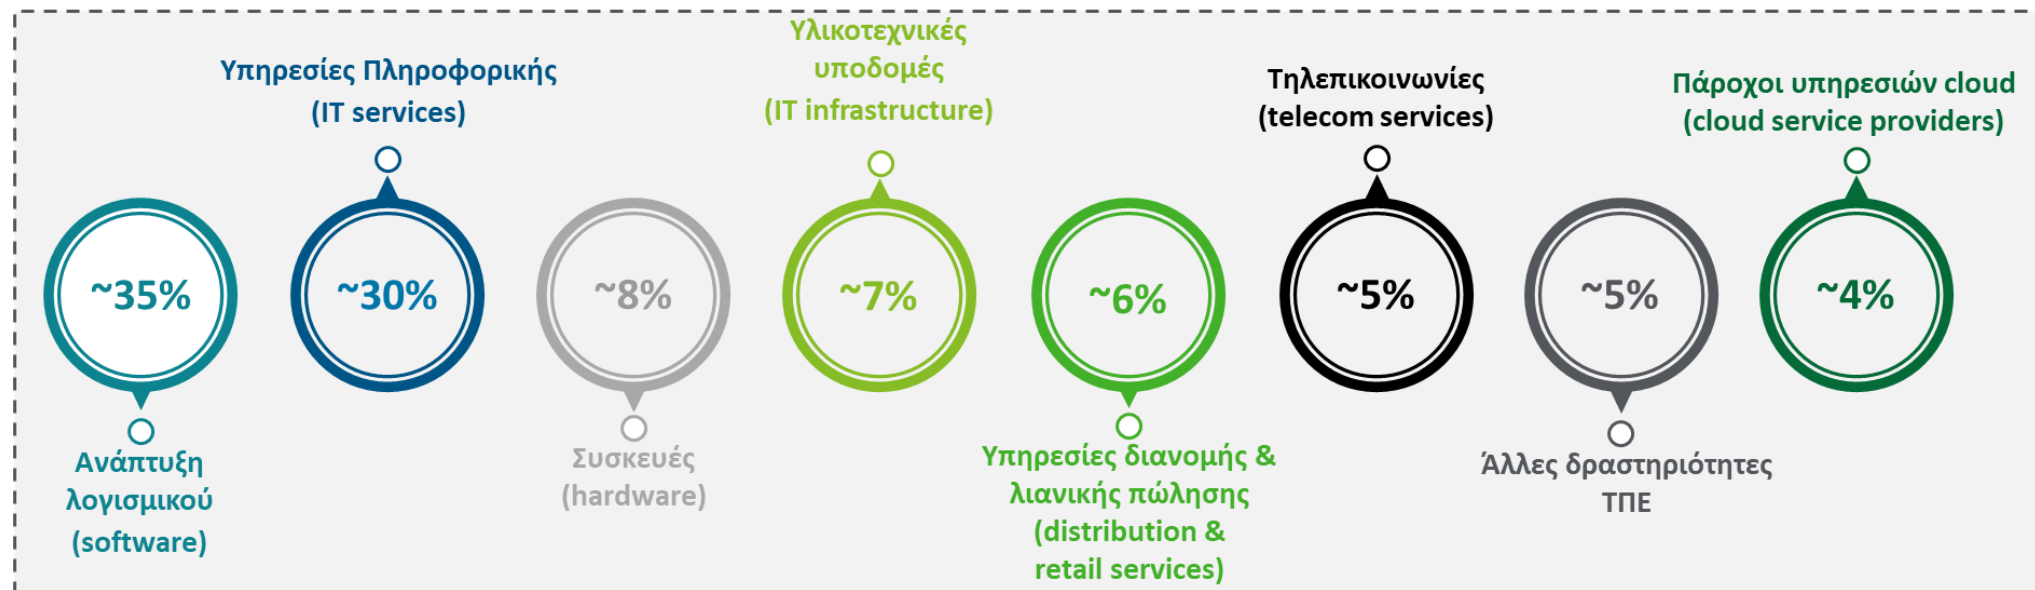 ~35%
Ανάπτυξη
λογισμικού
(software)
Υπηρεσίες Πληροφορικής
(IT services)
~30%
~8%
Συσκευές
(hardware)
Υλικοτεχνικές
υποδομές
(IT infrastructure)
~7%
~6%
Υπηρεσίες διανομής &
λιανικής πώλησης
(distribution &
retail services)
Τηλεπικοινωνίες
(telecom services)
~5%
~5%
Άλλες δραστηριότητες
ΤΠΕ
Πάροχοι υπηρεσιών cloud
(cloud service providers)
~4%